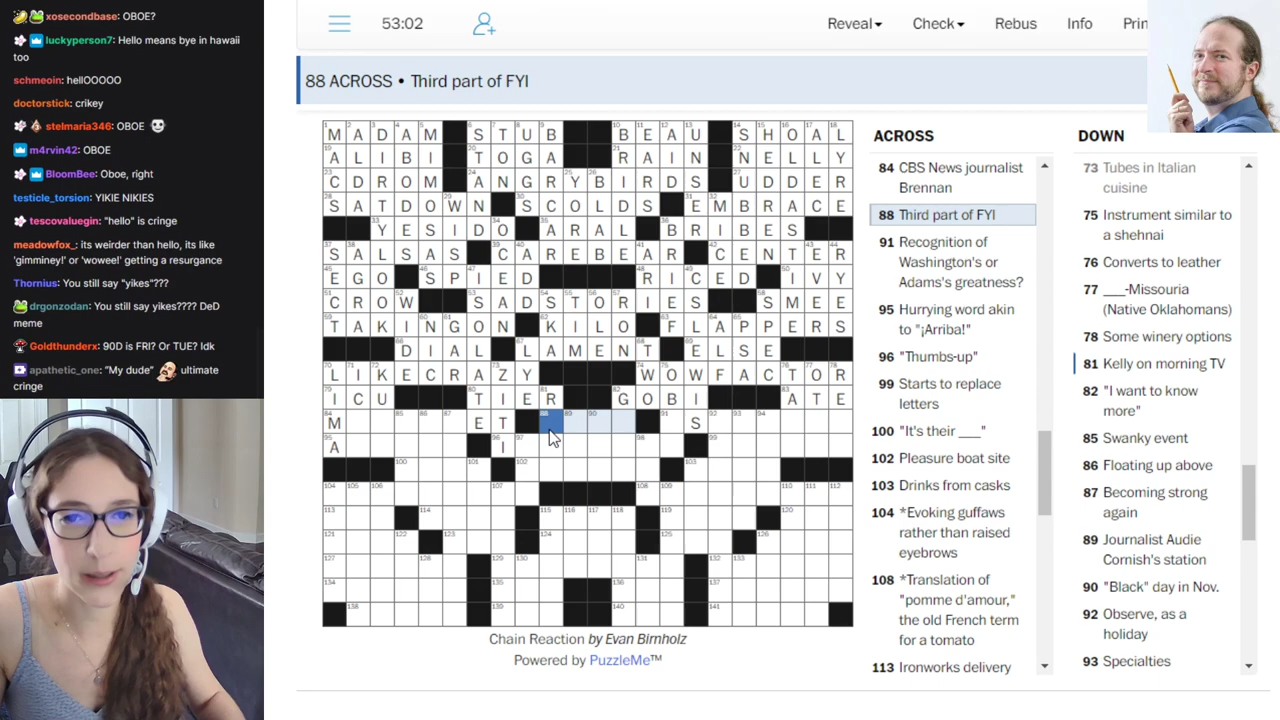 xosecondbase: OBOE?
luckyperson7: Hello means bye in hawaii
too
schmeoin: hellOOOOO
doctorstick: crikey
stelmaria346: OBOE
m4rvin42: OBOE
BloomBee: Oboe, right
testicle_torsion: YIKIE NIKIES
tescovaluegin: "hello" is cringe
meadowfox_: its weirder than hello, its like
'gimmineyl' or 'woweel' getting a resurgance
Thornius: You still say "yikes"???
drgonzodan: You still say yikes???? DeD
meme
Goldthunderx: 90D is FRI? Or TUE? Idk
apathetic_one: "My dude" ultimate
cringe
53:02
Reveal
Check
Rebus
Info
Prin
88 ACROSS • Third part of FYI
MADAM STUB BEAU SHOAL
ALIBI TOGA RAIN NELLY
CDROM ANGRYBIRDS UDDER
SATDOWN SCOLDS EMBRACE
YESIDO ARAL BRIBES
SALSAS CAREBEAR CENTER
EGO SPIED RICED IVY
CROW SADSTORIES SMEE
TAKINGON KILO FLAPPERS
DIAL LAMENT ELSE
LIKECRAZY WOWFACTOR
ICU TIER GOBI ATE
M ET S
A I
Chain Reaction by Evan Birnholz
Powered by PuzzleMe™
ACROSS
84 CBS News journalist
Brennan
88 Third part of FYI
91 Recognition of
Washington's or
Adams's greatness?
95 Hurrying word akin
to "¡Arriba!"
96 "Thumbs-up"
99 Starts to replace
letters
100 "It's their ___"
102 Pleasure boat site
103 Drinks from casks
104 *Evoking guffaws
rather than raised
eyebrows
108 *Translation of
"pomme d'amour,"
the old French term
for a tomato
113 Ironworks delivery
DOWN
73 Tubes in Italian
cuisine
75 Instrument similar to
a shehnai
76 Converts to leather
77 ___-Missouria
(Native Oklahomans)
78 Some winery options
81 Kelly on morning TV
82 "I want to know
more"
85 Swanky event
86 Floating up above
87 Becoming strong
again
89 Journalist Audie
Cornish's station
90 "Black" day in Nov.
92 Observe, as a
holiday
93 Specialties